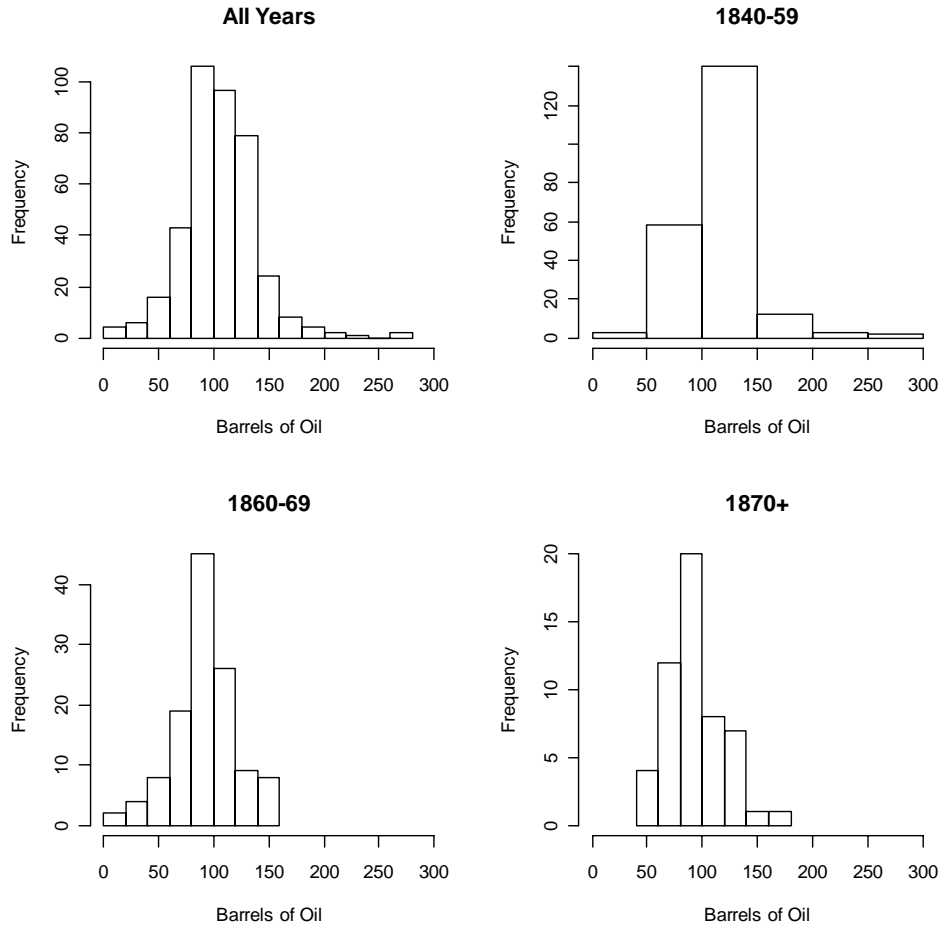 All Years
Frequency
0 20 40 60 80 100
0 50 100 150 200 250 300
Barrels of Oil
1840-59
Frequency
0 20 40 60 80 120
0 50 100 150 200 250 300
Barrels of Oil
1860-69
Frequency
0 10 20 30 40
0 50 100 150 200 250 300
Barrels of Oil
1870+
Frequency
0 5 10 15 20
0 50 100 150 200 250 300
Barrels of Oil